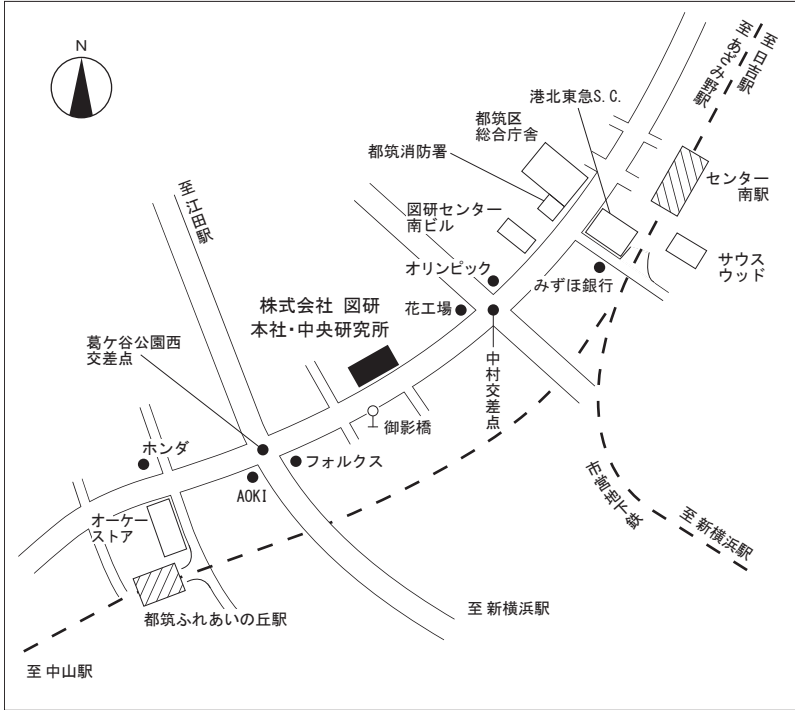 N
至 日吉駅
至 あざみ野駅
港北東急S.C.
都筑区
総合庁舎
都筑消防署
センター
南駅
至 江田駅
図研センター
南ビル
サウス
ウッド
オリンピック
みずほ銀行
株式会社 図研
本社・中央研究所
花工場
葛ケ谷公園西
交差点
中村交差点
御影橋
ホンダ
フォルクス
AOKI
市営地下鉄
オーケー
ストア
至 新横浜駅
至 新横浜駅
都筑ふれあいの丘駅
至 中山駅